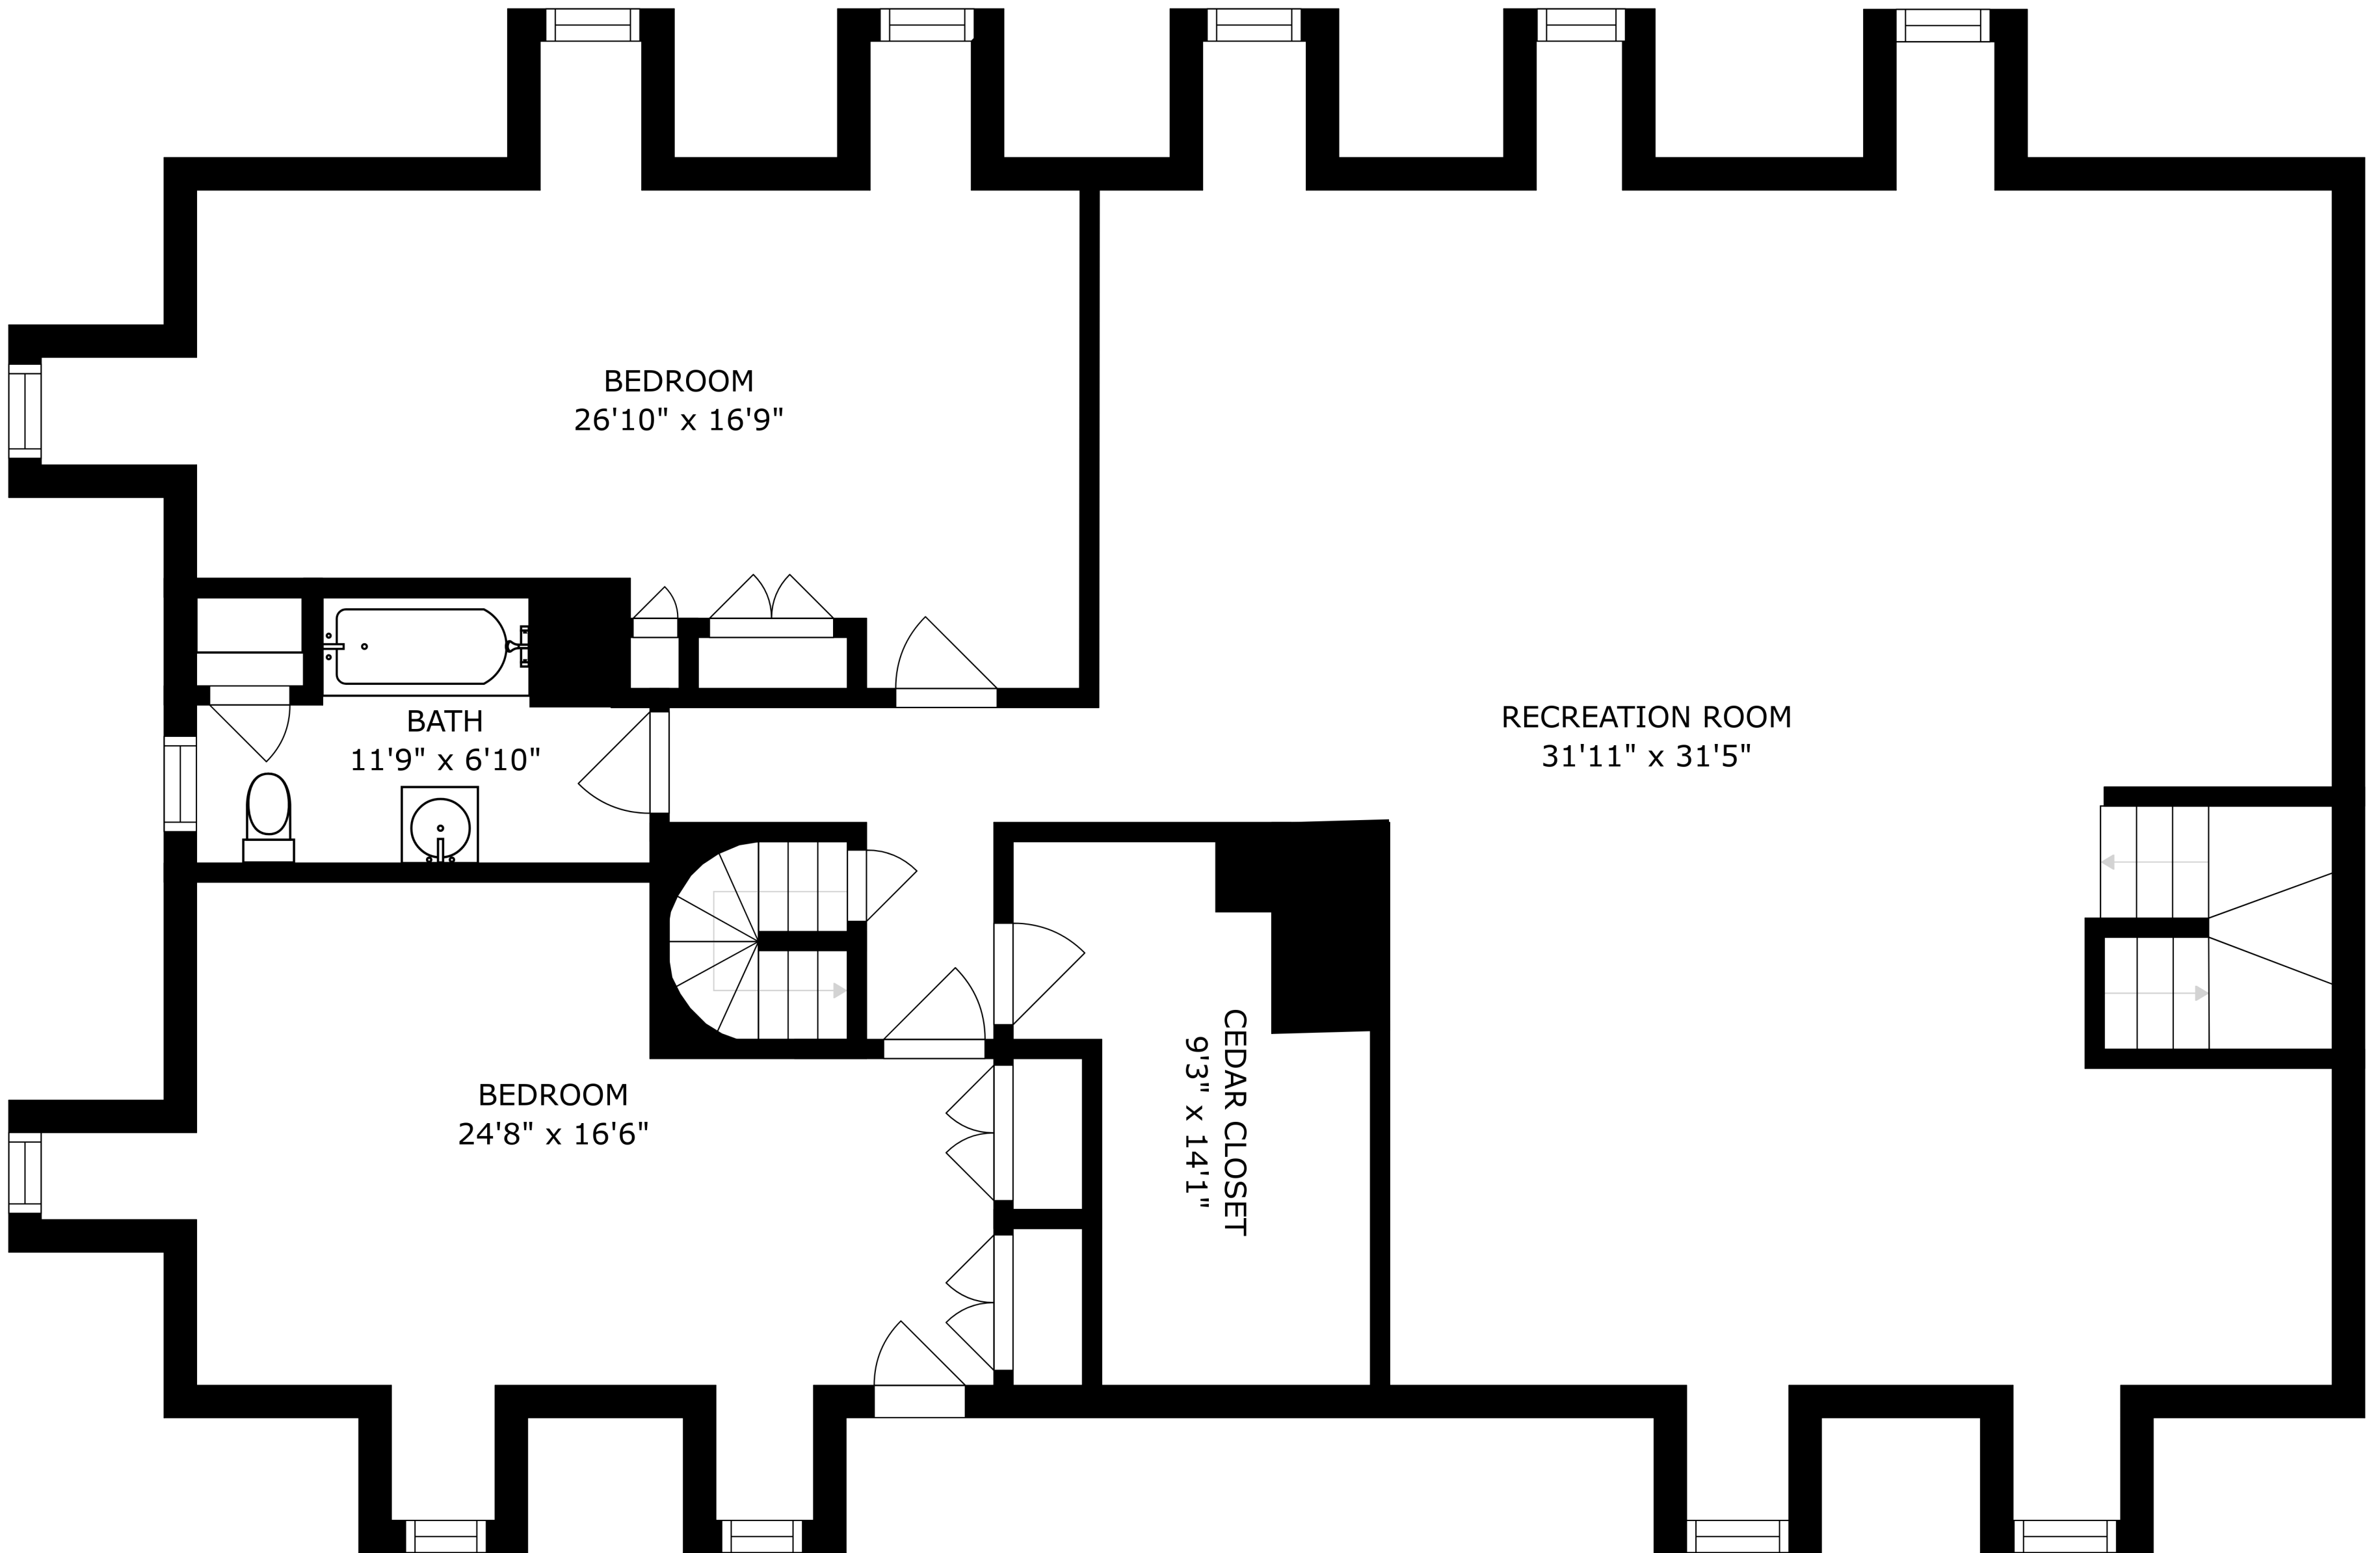 BEDROOM
26'10" x 16'9"
RECREATION ROOM
31'11" x 31'5"
BATH
11'9" x 6'10"
CEDAR CLOSET
9'3" x 14'1"
BEDROOM
24'8" x 16'6"